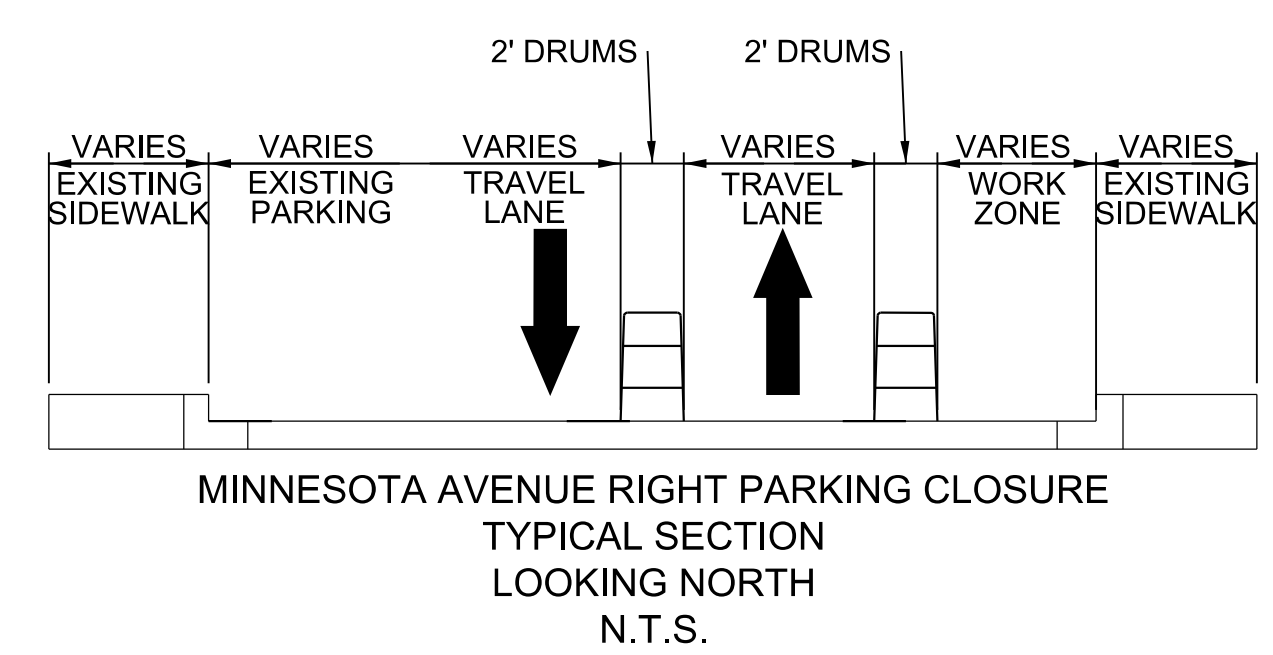 2' DRUMS 2' DRUMS
VARIES VARIES VARIES VARIES VARIES VARIES
EXISTING EXISTING TRAVEL TRAVEL WORK EXISTING
SIDEWALK PARKING LANE LANE ZONE SIDEWALK
MINNESOTA AVENUE RIGHT PARKING CLOSURE
TYPICAL SECTION
LOOKING NORTH
N.T.S.